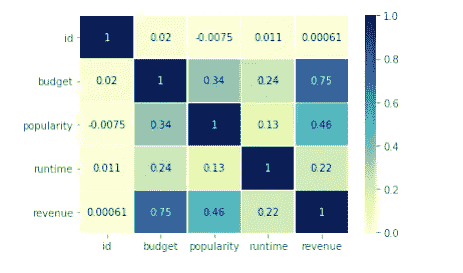 id 1 0.02 -0.0075 0.011 0.00061
budget 0.02 1 0.34 0.24 0.75
popularity -0.0075 0.34 1 0.13 0.46
runtime 0.011 0.24 0.13 1 0.22
revenue 0.00061 0.75 0.46 0.22 1
id budget popularity runtime revenue
1.0
0.8
0.6
0.4
0.2
0.0